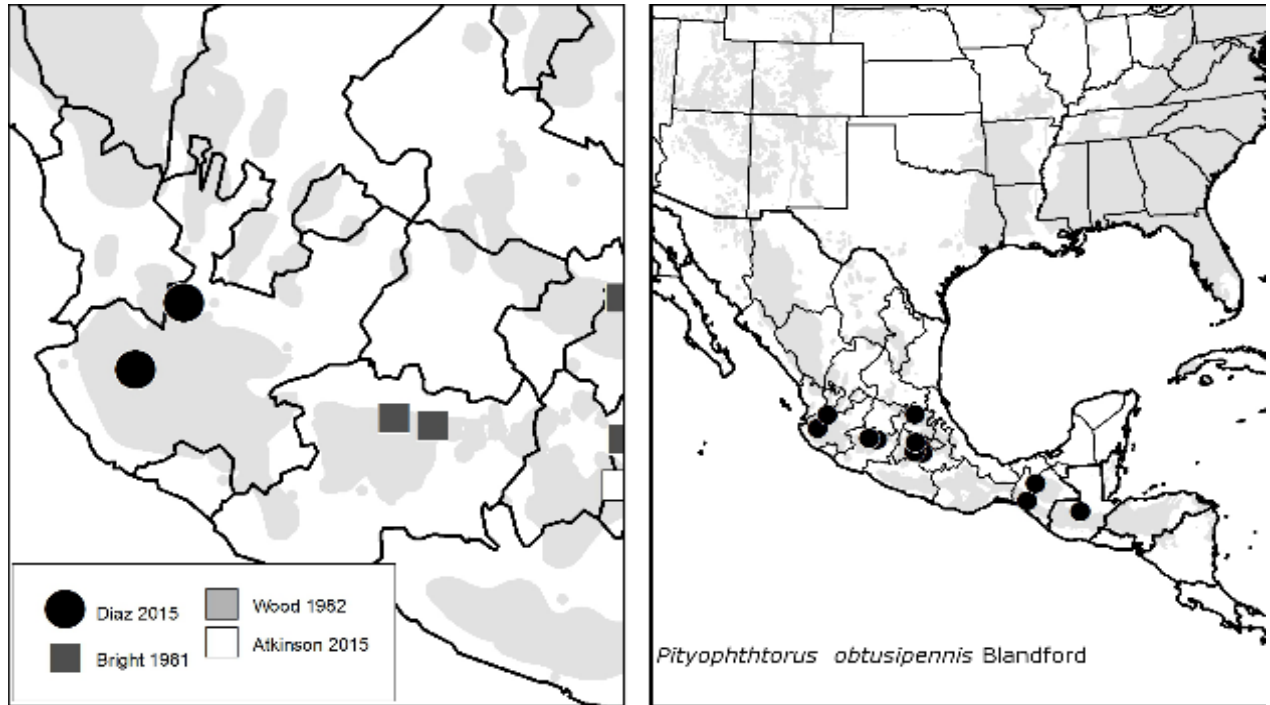 Diaz 2015
Bright 1981
Wood 1982
Atkinson 2015
Pityophthtorus obtusipennis Blandford